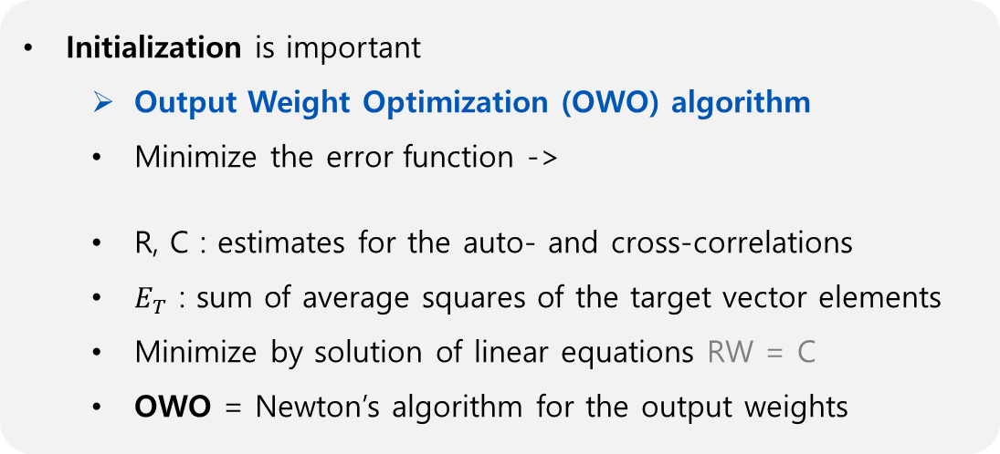 • Initialization is important
➢ Output Weight Optimization (OWO) algorithm
• Minimize the error function ->
• R, C : estimates for the auto- and cross-correlations
• E_T : sum of average squares of the target vector elements
• Minimize by solution of linear equations RW = C
• OWO = Newton’s algorithm for the output weights